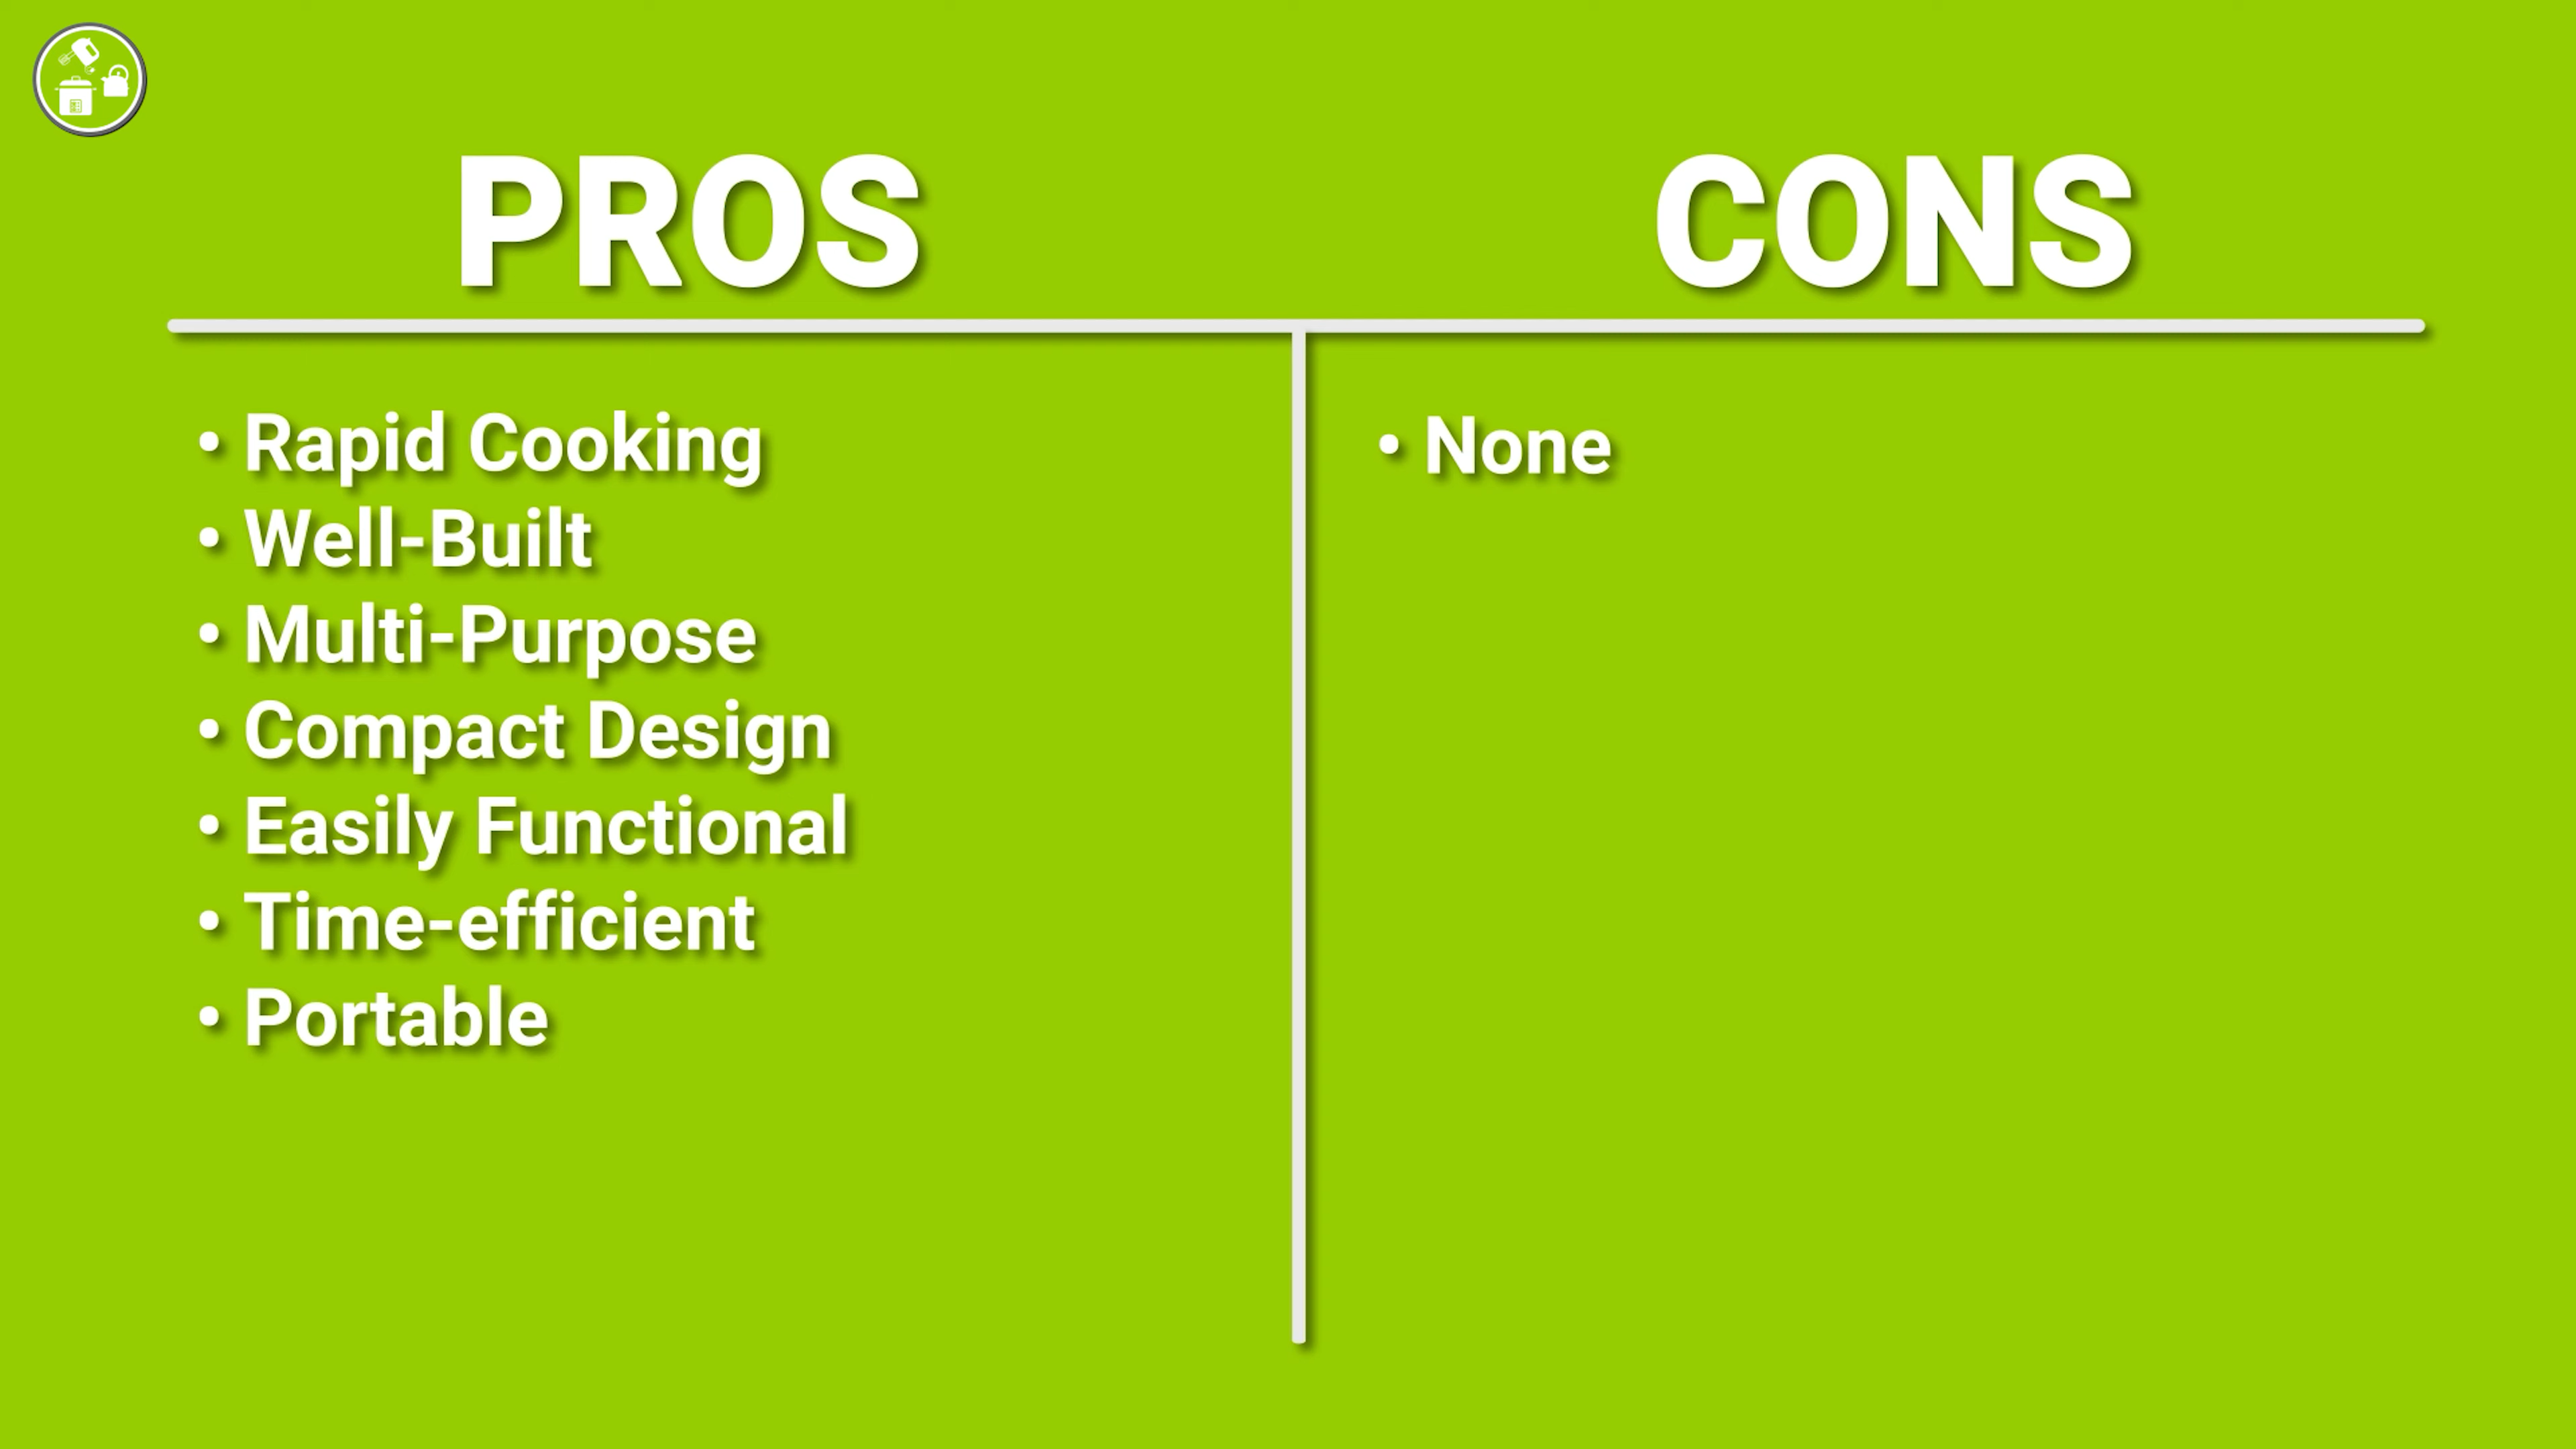 PROS
CONS
• Rapid Cooking
• Well-Built
• Multi-Purpose
• Compact Design
• Easily Functional
• Time-efficient
• Portable
• None